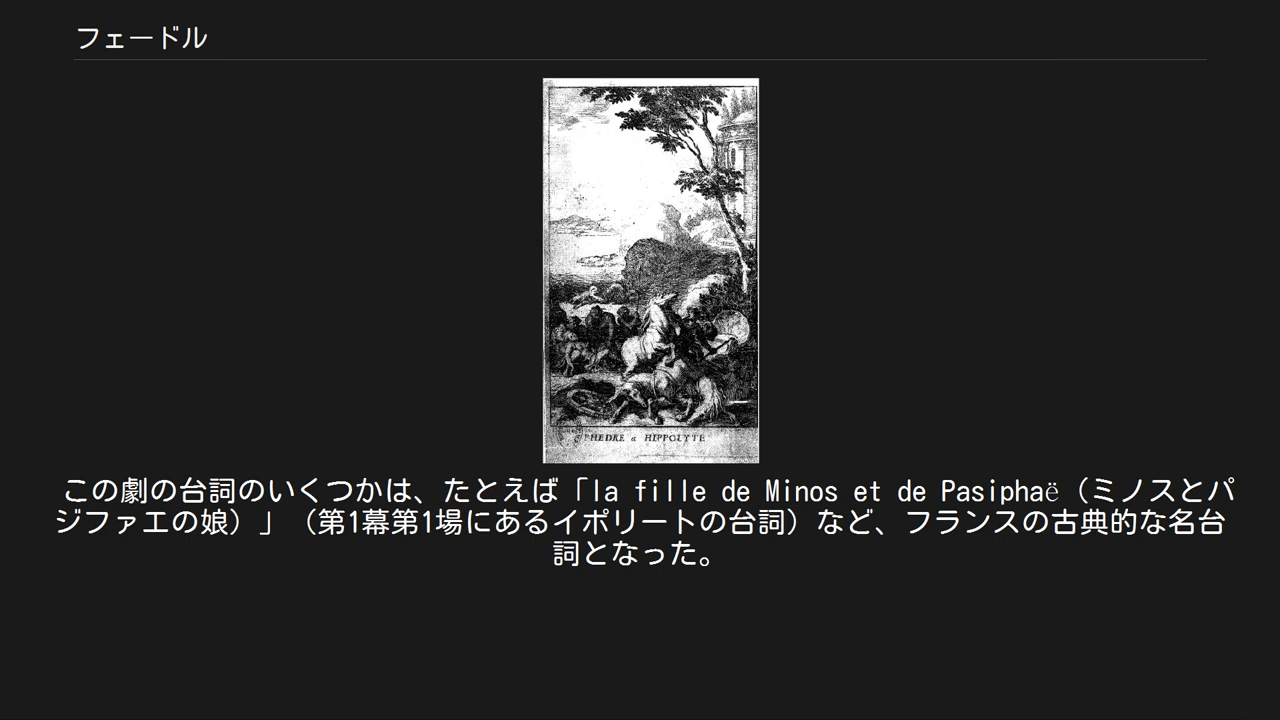 フェードル
PHEDRE et HIPPOLYTE
この劇の台詞のいくつかは、たとえば「la fille de Minos et de Pasiphaë（ミノスとパ
ジファエの娘）」（第1幕第1場にあるイポリートの台詞）など、フランスの古典的な名台
詞となった。